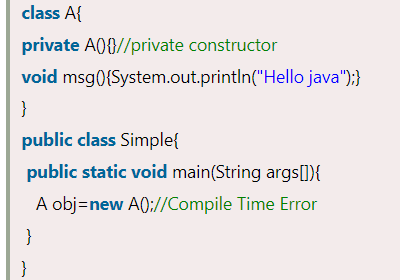 class A{
private A(){}//private constructor
void msg(){System.out.println("Hello java");}
}
public class Simple{
public static void main(String args[]){
A obj=new A();//Compile Time Error
}
}